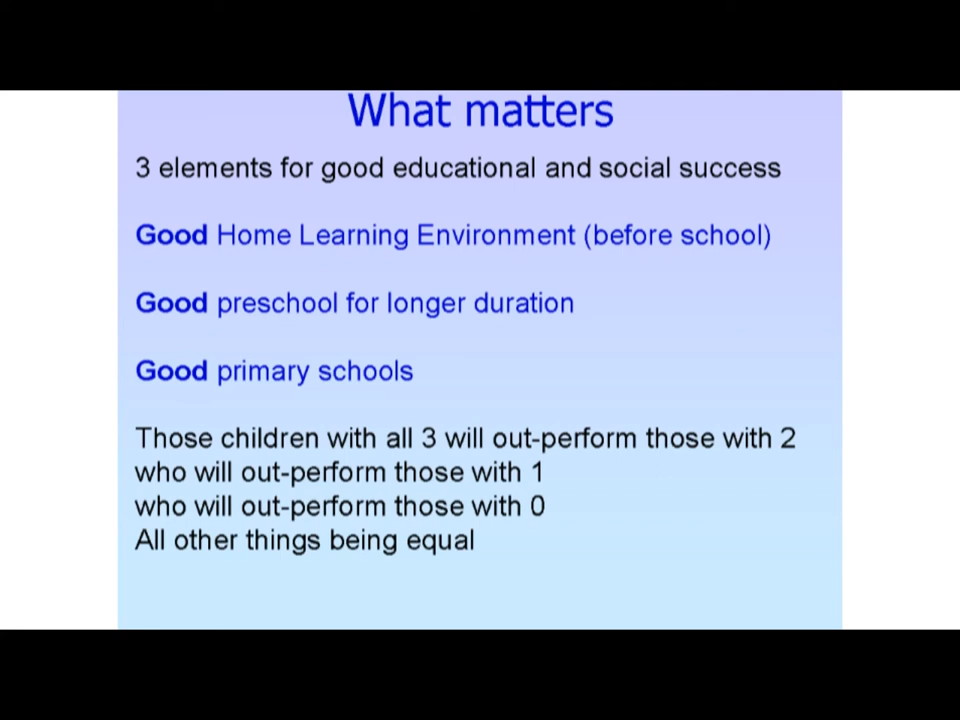 What matters
3 elements for good educational and social success
Good Home Learning Environment (before school)
Good preschool for longer duration
Good primary schools
Those children with all 3 will out-perform those with 2
who will out-perform those with 1
who will out-perform those with 0
All other things being equal